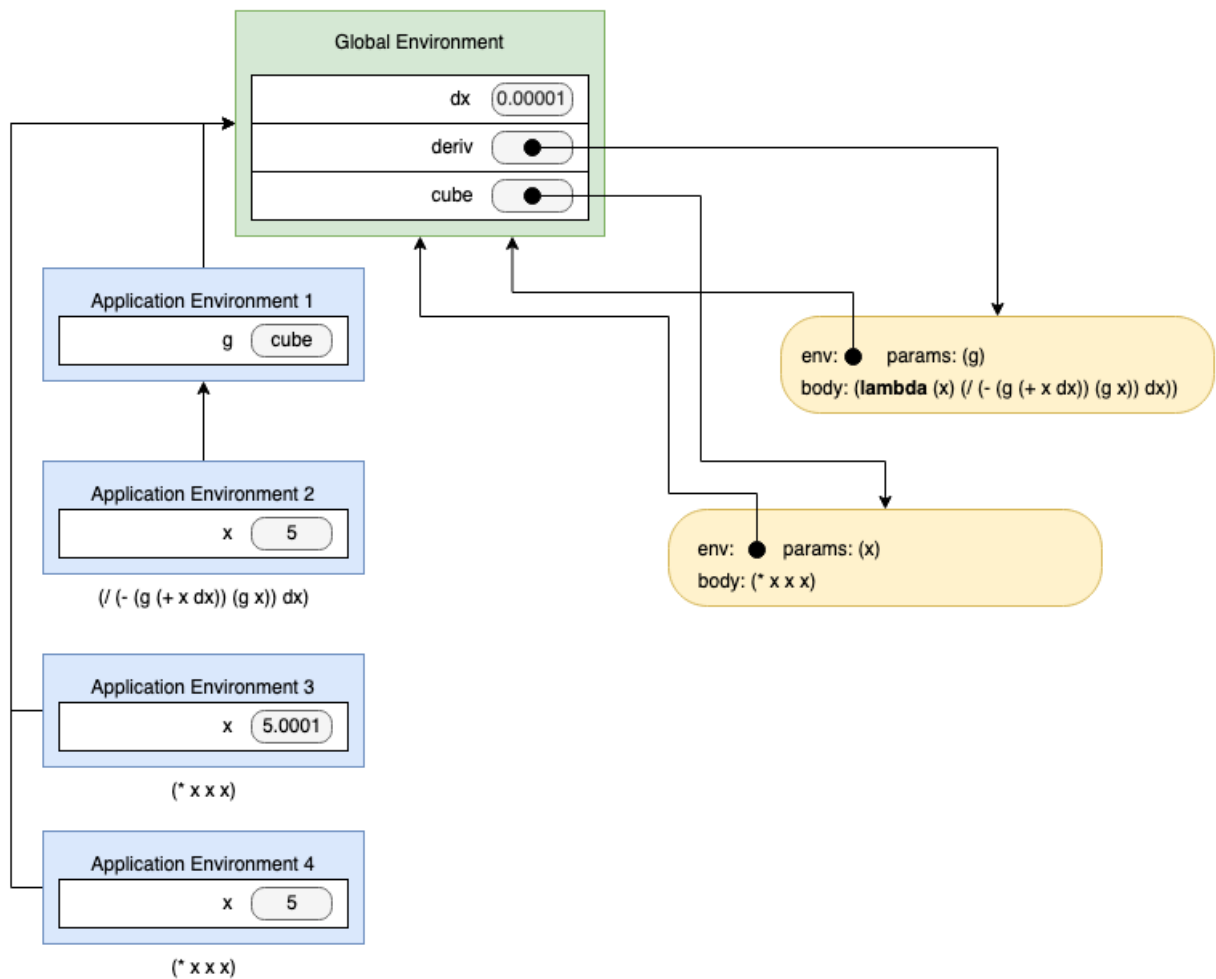 Global Environment
dx 0.00001
deriv
cube
Application Environment 1
g cube
env: params: (g)
body: (lambda (x) (/ (- (g (+ x dx)) (g x)) dx))
Application Environment 2
x 5
(/ (- (g (+ x dx)) (g x)) dx)
env: params: (x)
body: (* x x x)
Application Environment 3
x 5.0001
(* x x x)
Application Environment 4
x 5
(* x x x)